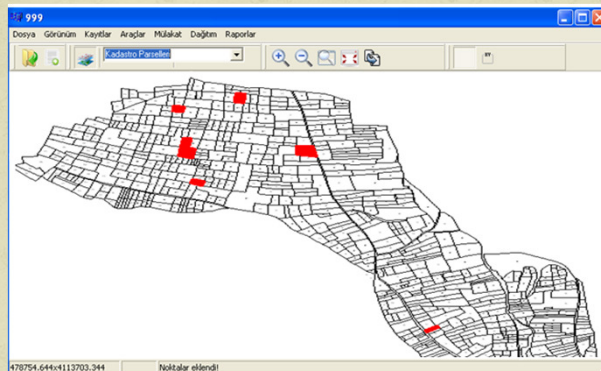 999
Dosya Görünüm Kayıtlar Araçlar Mülakat Dağıtım Raporlar
Kadastro Parselleri
478754.644x4113703.344 Noktalar eklendi!